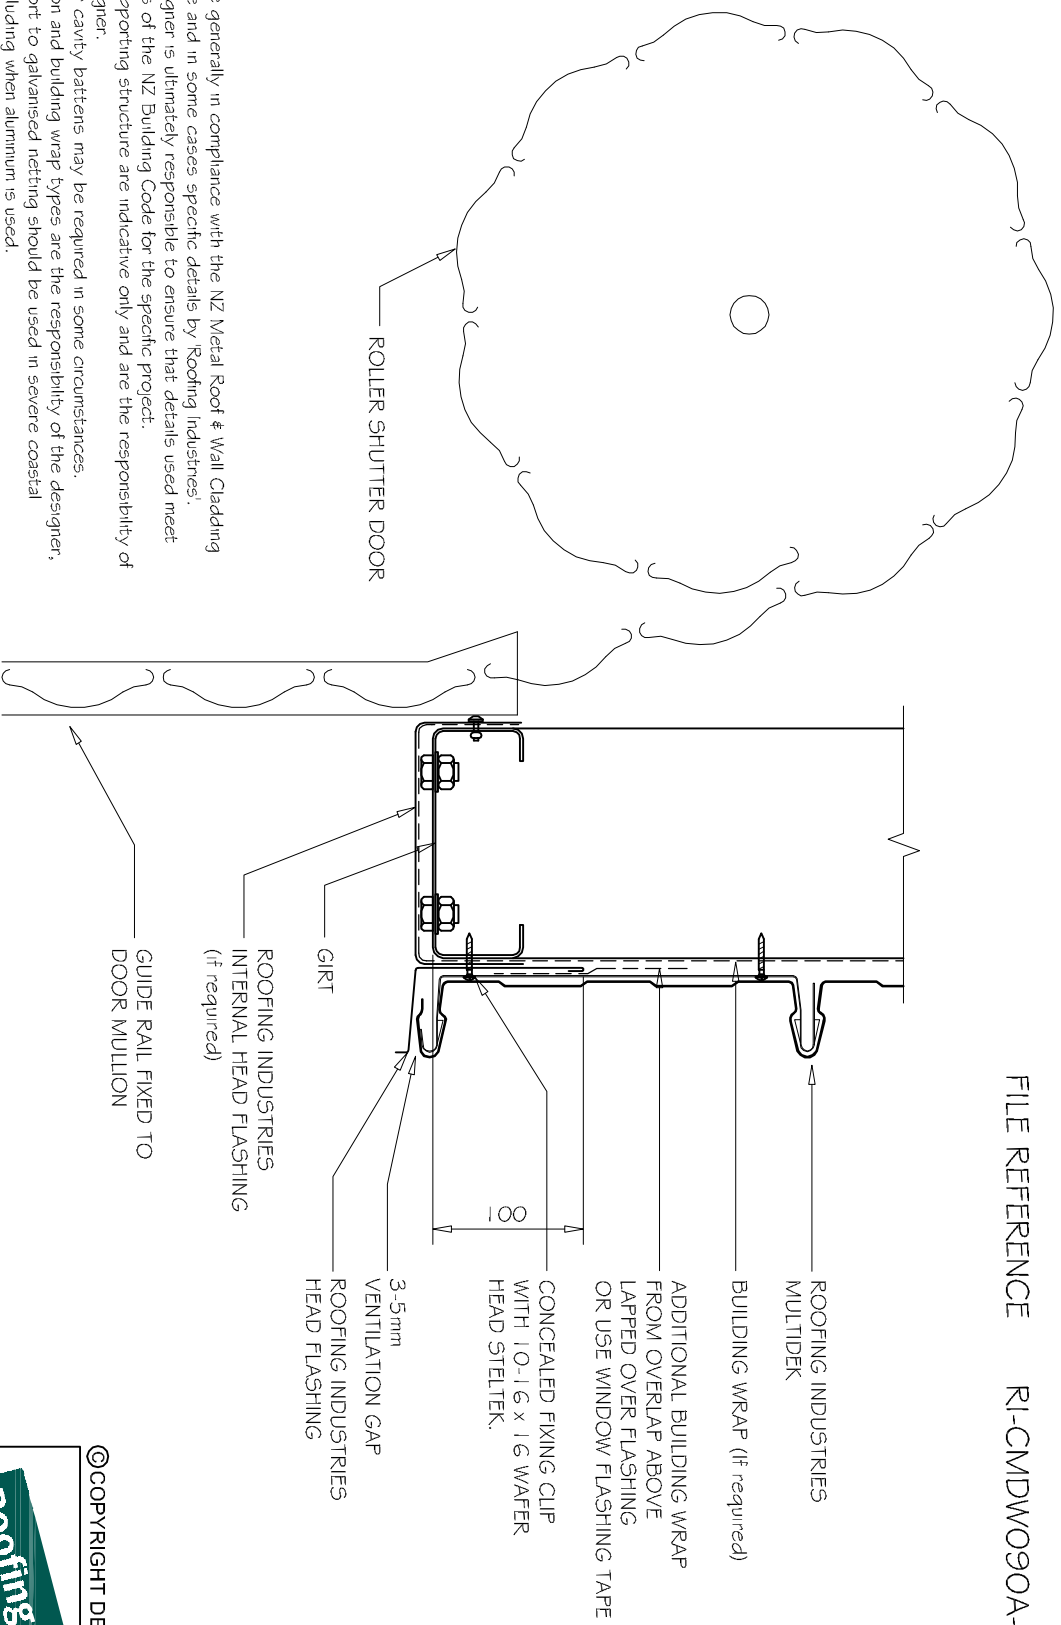 FILE REFERENCE RI-CMDW090A-
ROOFING INDUSTRIES
MULTIDEK
BUILDING WRAP (If required)
ADDITIONAL BUILDING WRAP
FROM OVERLAP ABOVE
LAPPED OVER FLASHING
OR USE WINDOW FLASHING TAPE
CONCEALED FIXING CLIP
WITH 10-16 x 16 WAFER
HEAD STELTEK.
100
3-5mm
VENTILATION GAP
ROOFING INDUSTRIES
HEAD FLASHING
ROLLER SHUTTER DOOR
GIRT
ROOFING INDUSTRIES
INTERNAL HEAD FLASHING
(if required)
GUIDE RAIL FIXED TO
DOOR MULLION
generally in compliance with the NZ Metal Roof & Wall Cladding
and in some cases specific details by 'Roofing Industries'.
is ultimately responsible to ensure that details used meet
of the NZ Building Code for the specific project.
structure are indicative only and are the responsibility of
cavity battens may be required in some circumstances.
and building wrap types are the responsibility of the designer,
to galvanised netting should be used in severe coastal
when aluminium is used.
©COPYRIGHT DE
Roofing